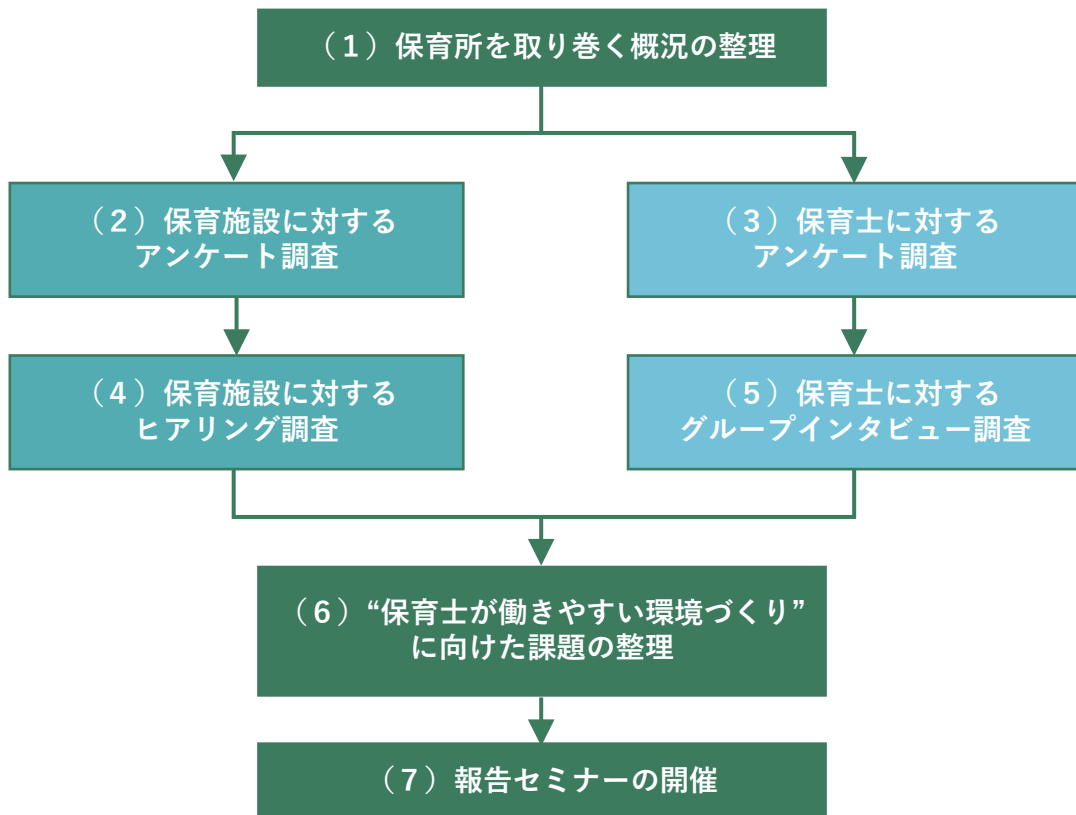 （１）保育所を取り巻く概況の整理
（２）保育施設に対する
アンケート調査
（３）保育士に対する
アンケート調査
（４）保育施設に対する
ヒアリング調査
（５）保育士に対する
グループインタビュー調査
（６）“保育士が働きやすい環境づくり”
に向けた課題の整理
（７）報告セミナーの開催